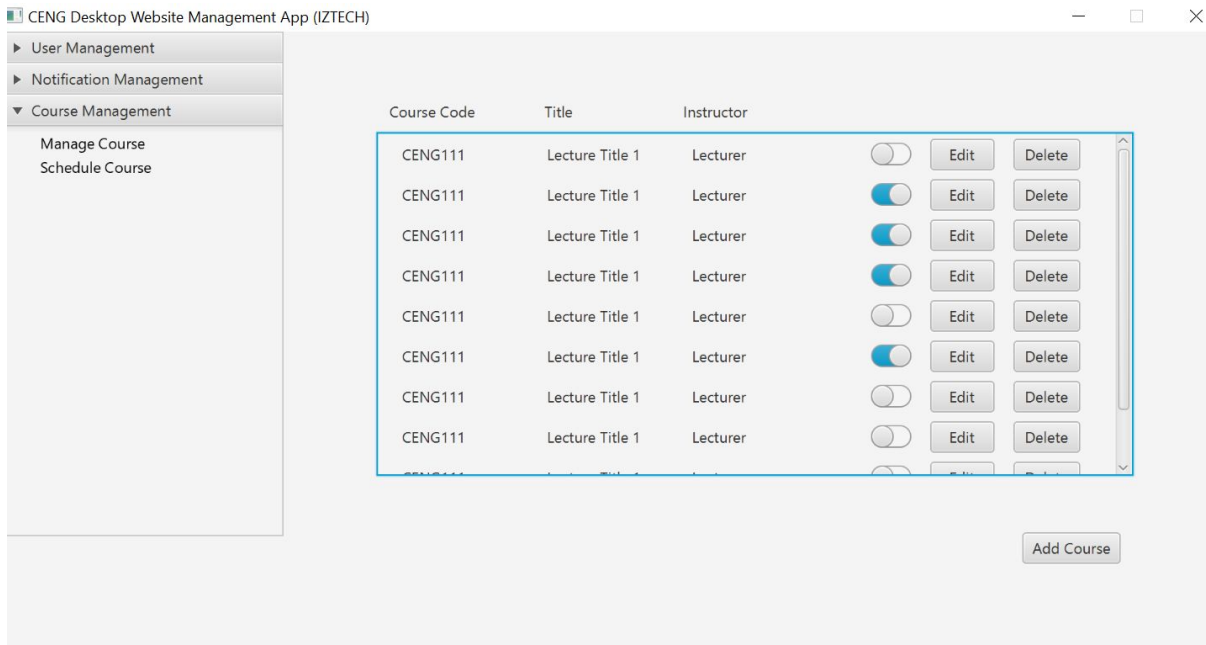 CENG Desktop Website Management App (IZTECH)
User Management
Notification Management
Course Management
Manage Course
Schedule Course
Course Code Title Instructor
CENG111 Lecture Title 1 Lecturer Edit Delete
CENG111 Lecture Title 1 Lecturer Edit Delete
CENG111 Lecture Title 1 Lecturer Edit Delete
CENG111 Lecture Title 1 Lecturer Edit Delete
CENG111 Lecture Title 1 Lecturer Edit Delete
CENG111 Lecture Title 1 Lecturer Edit Delete
CENG111 Lecture Title 1 Lecturer Edit Delete
CENG111 Lecture Title 1 Lecturer Edit Delete
Add Course